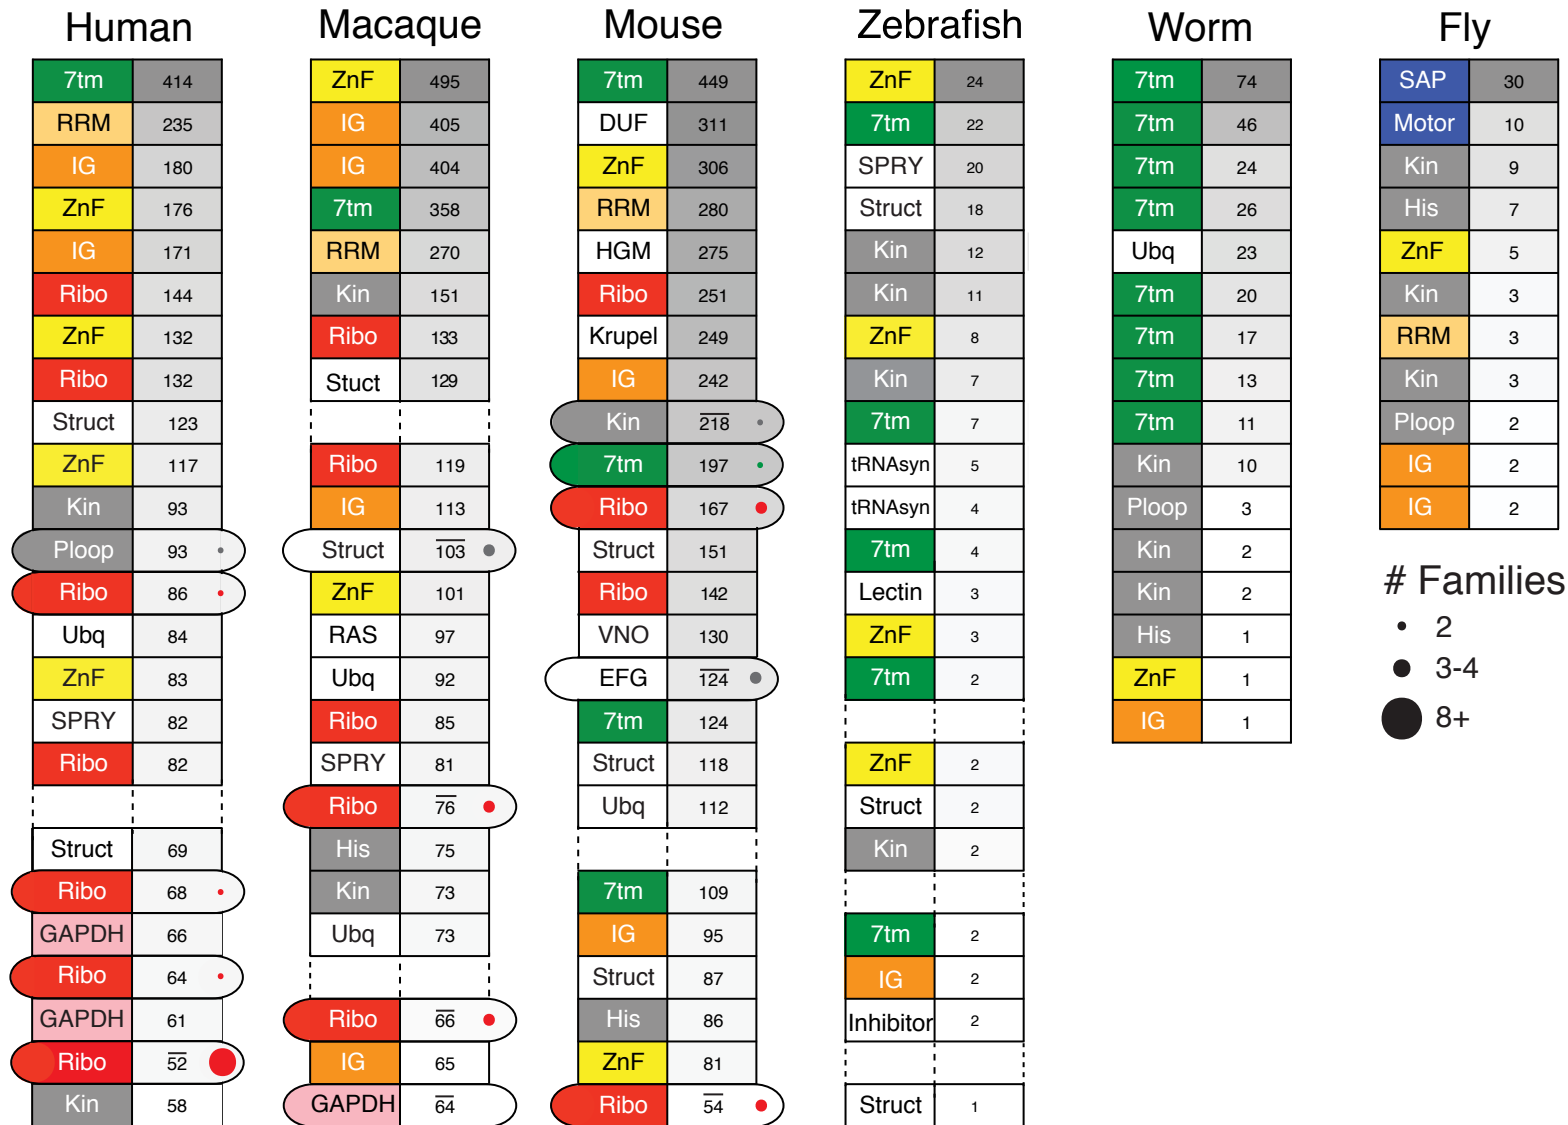 Human Macaque Mouse Zebrafish Worm Fly
7tm 414 ZnF 495 7tm 449 ZnF 24 7tm 74 SAP 30
RRM 235 IG 405 DUF 311 7tm 22 7tm 46 Motor 10
IG 180 IG 404 ZnF 306 SPRY 20 7tm 24 Kin 9
ZnF 176 7tm 358 RRM 280 Struct 18 7tm 26 His 7
IG 171 RRM 270 HGM 275 Kin 12 Ubq 23 ZnF 5
Ribo 144 Kin 151 Ribo 251 Kin 11 7tm 20 Kin 3
ZnF 132 Ribo 133 Krupel 249 ZnF 8 7tm 17 RRM 3
Ribo 132 Stuct 129 IG 242 Kin 7 7tm 13 Kin 3
Struct 123 Kin 218 7tm 7 7tm 11 Ploop 2
ZnF 117 Ribo 119 7tm 197 tRNAsyn 5 Kin 10 IG 2
Kin 93 IG 113 Ribo 167 tRNAsyn 4 Ploop 3 IG 2
Ploop 93 Struct 103 Struct 151 7tm 4 Kin 2
Ribo 86 ZnF 101 Ribo 142 Lectin 3 Kin 2 # Families
Ubq 84 RAS 97 VNO 130 ZnF 3 His 1 2
ZnF 83 Ubq 92 EFG 124 7tm 2 ZnF 1 3-4
SPRY 82 Ribo 85 7tm 124 IG 1 8+
Ribo 82 SPRY 81 Struct 118 ZnF 2
Ribo 76 Ubq 112 Struct 2
Struct 69 His 75 Kin 2
Ribo 68 Kin 73 7tm 109
GAPDH 66 Ubq 73 IG 95 7tm 2
Ribo 64 Struct 87 IG 2
GAPDH 61 Ribo 66 His 86 Inhibitor 2
Ribo 52 IG 65 ZnF 81
Kin 58 GAPDH 64 Ribo 54 Struct 1